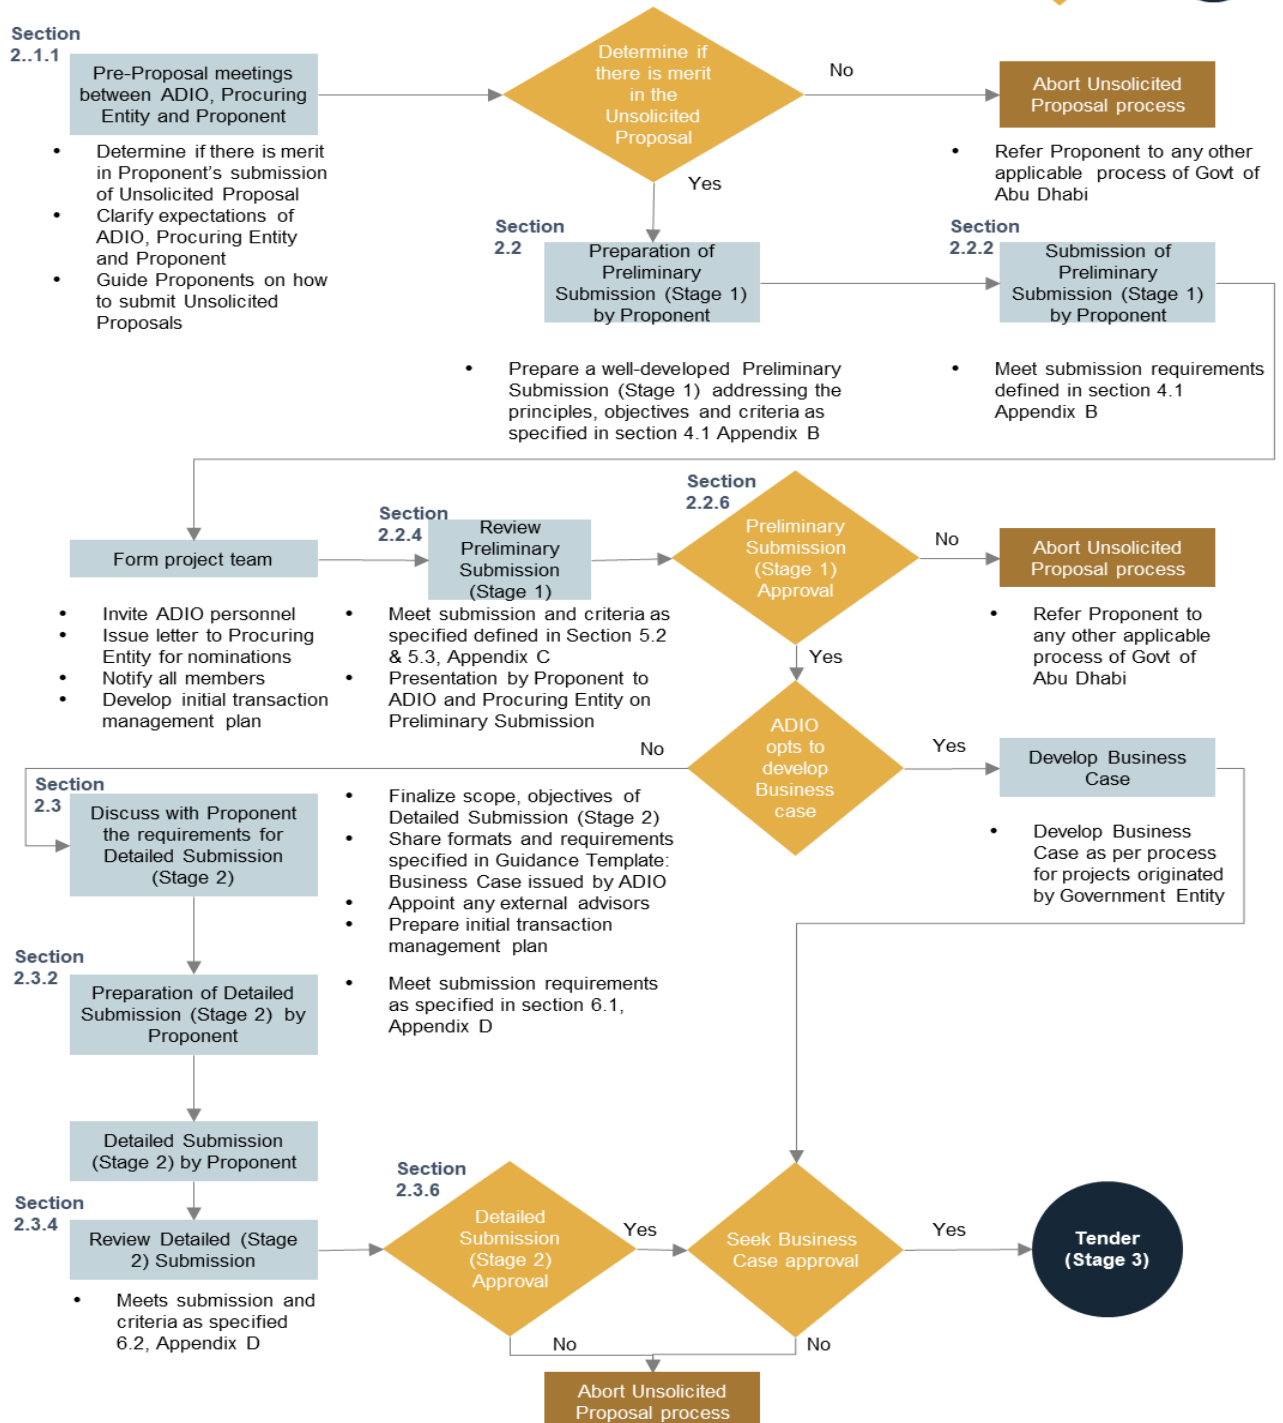 Section
2..1.1
Pre-Proposal meetings
between ADIO, Procuring
Entity and Proponent
• Determine if there is merit
in Proponent's submission
of Unsolicited Proposal
• Clarify expectations of
ADIO, Procuring Entity
and Proponent
• Guide Proponents on how
to submit Unsolicited
Proposals
Determine if
there is merit
in the
Unsolicited
Proposal
No
Abort Unsolicited
Proposal process
• Refer Proponent to any other
applicable process of Govt of
Abu Dhabi
Yes
Section
2.2
Preparation of
Preliminary
Submission (Stage 1)
by Proponent
• Prepare a well-developed Preliminary
Submission (Stage 1) addressing the
principles, objectives and criteria as
specified in section 4.1 Appendix B
Section
2.2.2
Submission of
Preliminary
Submission (Stage 1)
by Proponent
• Meet submission requirements
defined in section 4.1
Appendix B
Form project team
• Invite ADIO personnel
• Issue letter to Procuring
Entity for nominations
• Notify all members
• Develop initial transaction
management plan
Section
2.2.4
Review
Preliminary
Submission
(Stage 1)
• Meet submission and criteria as
specified defined in Section 5.2
& 5.3, Appendix C
• Presentation by Proponent to
ADIO and Procuring Entity on
Preliminary Submission
Section
2.2.6
Preliminary
Submission
(Stage 1)
Approval
No
Abort Unsolicited
Proposal process
• Refer Proponent to
any other applicable
process of Govt of
Abu Dhabi
Yes
ADIO
opts to
develop
Business
case
Yes
Develop Business
Case
• Develop Business
Case as per process
for projects originated
by Government Entity
No
Section
2.3
Discuss with Proponent
the requirements for
Detailed Submission
(Stage 2)
• Finalize scope, objectives of
Detailed Submission (Stage 2)
• Share formats and requirements
specified in Guidance Template:
Business Case issued by ADIO
• Appoint any external advisors
• Prepare initial transaction
management plan
Section
2.3.2
Preparation of Detailed
Submission (Stage 2) by
Proponent
• Meet submission requirements
as specified in section 6.1,
Appendix D
Detailed Submission
(Stage 2) by Proponent
Section
2.3.4
Review Detailed (Stage
2) Submission
• Meets submission and
criteria as specified
6.2, Appendix D
Section
2.3.6
Detailed
Submission
(Stage 2)
Approval
Yes
Seek Business
Case approval
Yes
Tender
(Stage 3)
No
No
Abort Unsolicited
Proposal process